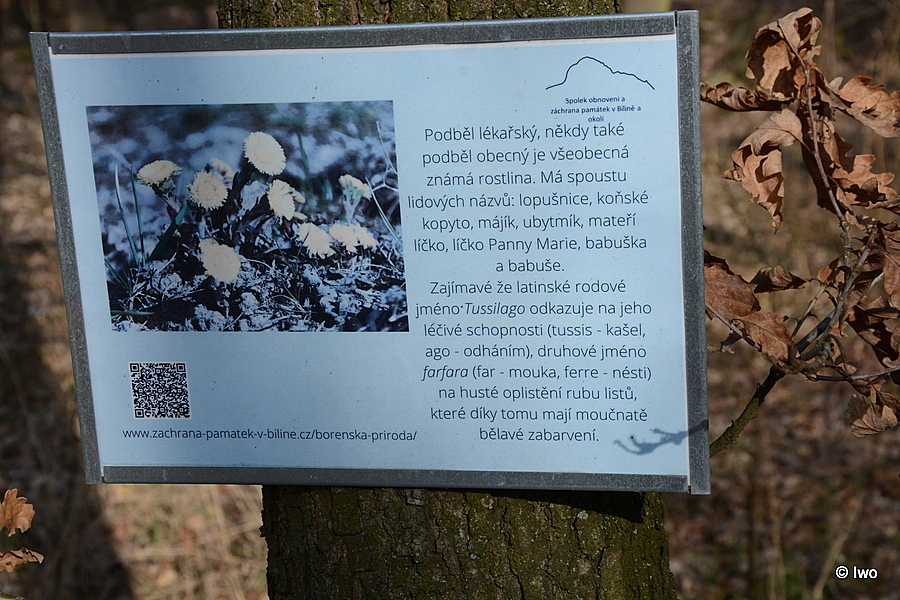 Spolek obnovení a
záchrana památek v Bílině a
okolí
Podběl lékařský, někdy také
podběl obecný je všeobecná
známá rostlina. Má spoustu
lidových názvů: lopušnice, koňské
kopyto, májík, ubytmík, mateří
líčko, líčko Panny Marie, babuška
a babuše.
Zajímavé že latinské rodové
jméno Tussilago odkazuje na jeho
léčivé schopnosti (tussis - kašel,
ago - odháním), druhové jméno
farfara (far - mouka, ferre - nésti)
na husté oplistění rubu listů,
které díky tomu mají moučnatě
bělavé zabarvení.
www.zachrana-pamatek-v-biline.cz/borenska-priroda/
© Iwo